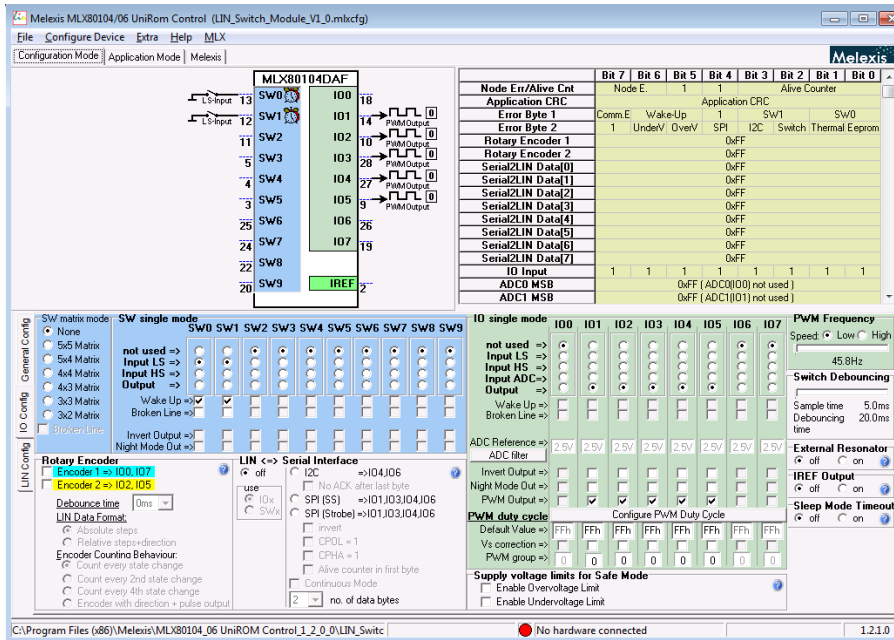 Melexis MLX80104/06 UniRom Control (LIN_Switch_Module_V1_0.mlxcfg)
File Configure Device Extra Help MLX
Configuration Mode Application Mode Melexis
Melexis
MLX80104DAF
LS-Input 13 SW0 IO0 18
LS-Input 12 SW1 IO1 14 PWMOutput 0
11 SW2 IO2 10 PWMOutput 0
5 SW3 IO3 28 PWMOutput 0
4 SW4 IO4 27 PWMOutput 0
3 SW5 IO5 9 PWMOutput 0
25 SW6 IO6 26
24 SW7 IO7 19
22 SW8
20 SW9 IREF 2
Bit 7 Bit 6 Bit 5 Bit 4 Bit 3 Bit 2 Bit 1 Bit 0
Node Err/Alive Cnt Node E. 1 1 Alive Counter
Application CRC Application CRC
Error Byte 1 Comm.E Wake-Up 1 SW1 SW0
Error Byte 2 1 UnderV OverV SPI I2C Switch Thermal Eeprom
Rotary Encoder 1 0xFF
Rotary Encoder 2 0xFF
Serial2LIN Data[0] 0xFF
Serial2LIN Data[1] 0xFF
Serial2LIN Data[2] 0xFF
Serial2LIN Data[3] 0xFF
Serial2LIN Data[4] 0xFF
Serial2LIN Data[5] 0xFF
Serial2LIN Data[6] 0xFF
Serial2LIN Data[7] 0xFF
IO Input 1 1 1 1 1 1 1 1
ADC0 MSB 0xFF ( ADC0(IO0) not used )
ADC1 MSB 0xFF ( ADC1(IO1) not used )
General Config
IO Config
LIN Config
SW matrix mode
None
5x5 Matrix
5x4 Matrix
4x4 Matrix
4x3 Matrix
3x3 Matrix
3x2 Matrix
Broken Line
SW single mode
SW0 SW1 SW2 SW3 SW4 SW5 SW6 SW7 SW8 SW9
not used =>
Input LS =>
Input HS =>
Output =>
Wake Up =>
Broken Line =>
Invert Output =>
Night Mode Out =>
IO single mode
IO0 IO1 IO2 IO3 IO4 IO5 IO6 IO7
not used =>
Input LS =>
Input HS =>
Input ADC=>
Output =>
Wake Up =>
Broken Line =>
ADC Reference => 2.5V 2.5V 2.5V 2.5V 2.5V 2.5V 2.5V 2.5V
ADC filter
Invert Output =>
Night Mode Out =>
PWM Output =>
PWM duty cycle Configure PWM Duty Cycle
Default Value => FFh FFh FFh FFh FFh FFh FFh FFh
Vs correction =>
PWM group => 0 0 0 0 0 0 0 0
Supply voltage limits for Safe Mode
Enable Overvoltage Limit
Enable Undervoltage Limit
PWM Frequency
Speed: Low High
45.8Hz
Switch Debouncing
Sample time 5.0ms
Debouncing time 20.0ms
External Resonator
off on
IREF Output
off on
Sleep Mode Timeout
off on
Rotary Encoder
Encoder 1 => IO0, IO7
Encoder 2 => IO2, IO5
Debounce time 0ms
LIN Data Format:
Absolute steps
Relative steps+direction
Encoder Counting Behaviour:
Count every state change
Count every 2nd state change
Count every 4th state change
Encoder with direction + pulse output
LIN <=> Serial Interface
off I2C =>IO4,IO6
No ACK after last byte
use
IOx
SWx
SPI (SS) =>IO1,IO3,IO4,IO6
SPI (Strobe) =>IO1,IO3,IO4,IO6
invert
CPOL = 1
CPHA = 1
Alive counter in first byte
Continuous Mode
2 no. of data bytes
C:\Program Files (x86)\Melexis\MLX80104_06 UniROM Control_1_2_0_0\LIN_Switc No hardware connected 1.2.1.0